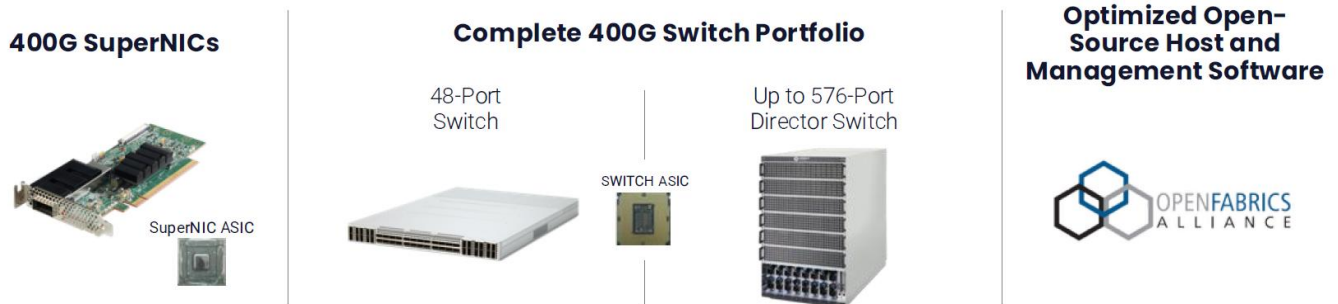 400G SuperNICs
SuperNIC ASIC
Complete 400G Switch Portfolio
48-Port
Switch
SWITCH ASIC
Up to 576-Port
Director Switch
Optimized Open-
Source Host and
Management Software
OPENFABRICS
ALLIANCE